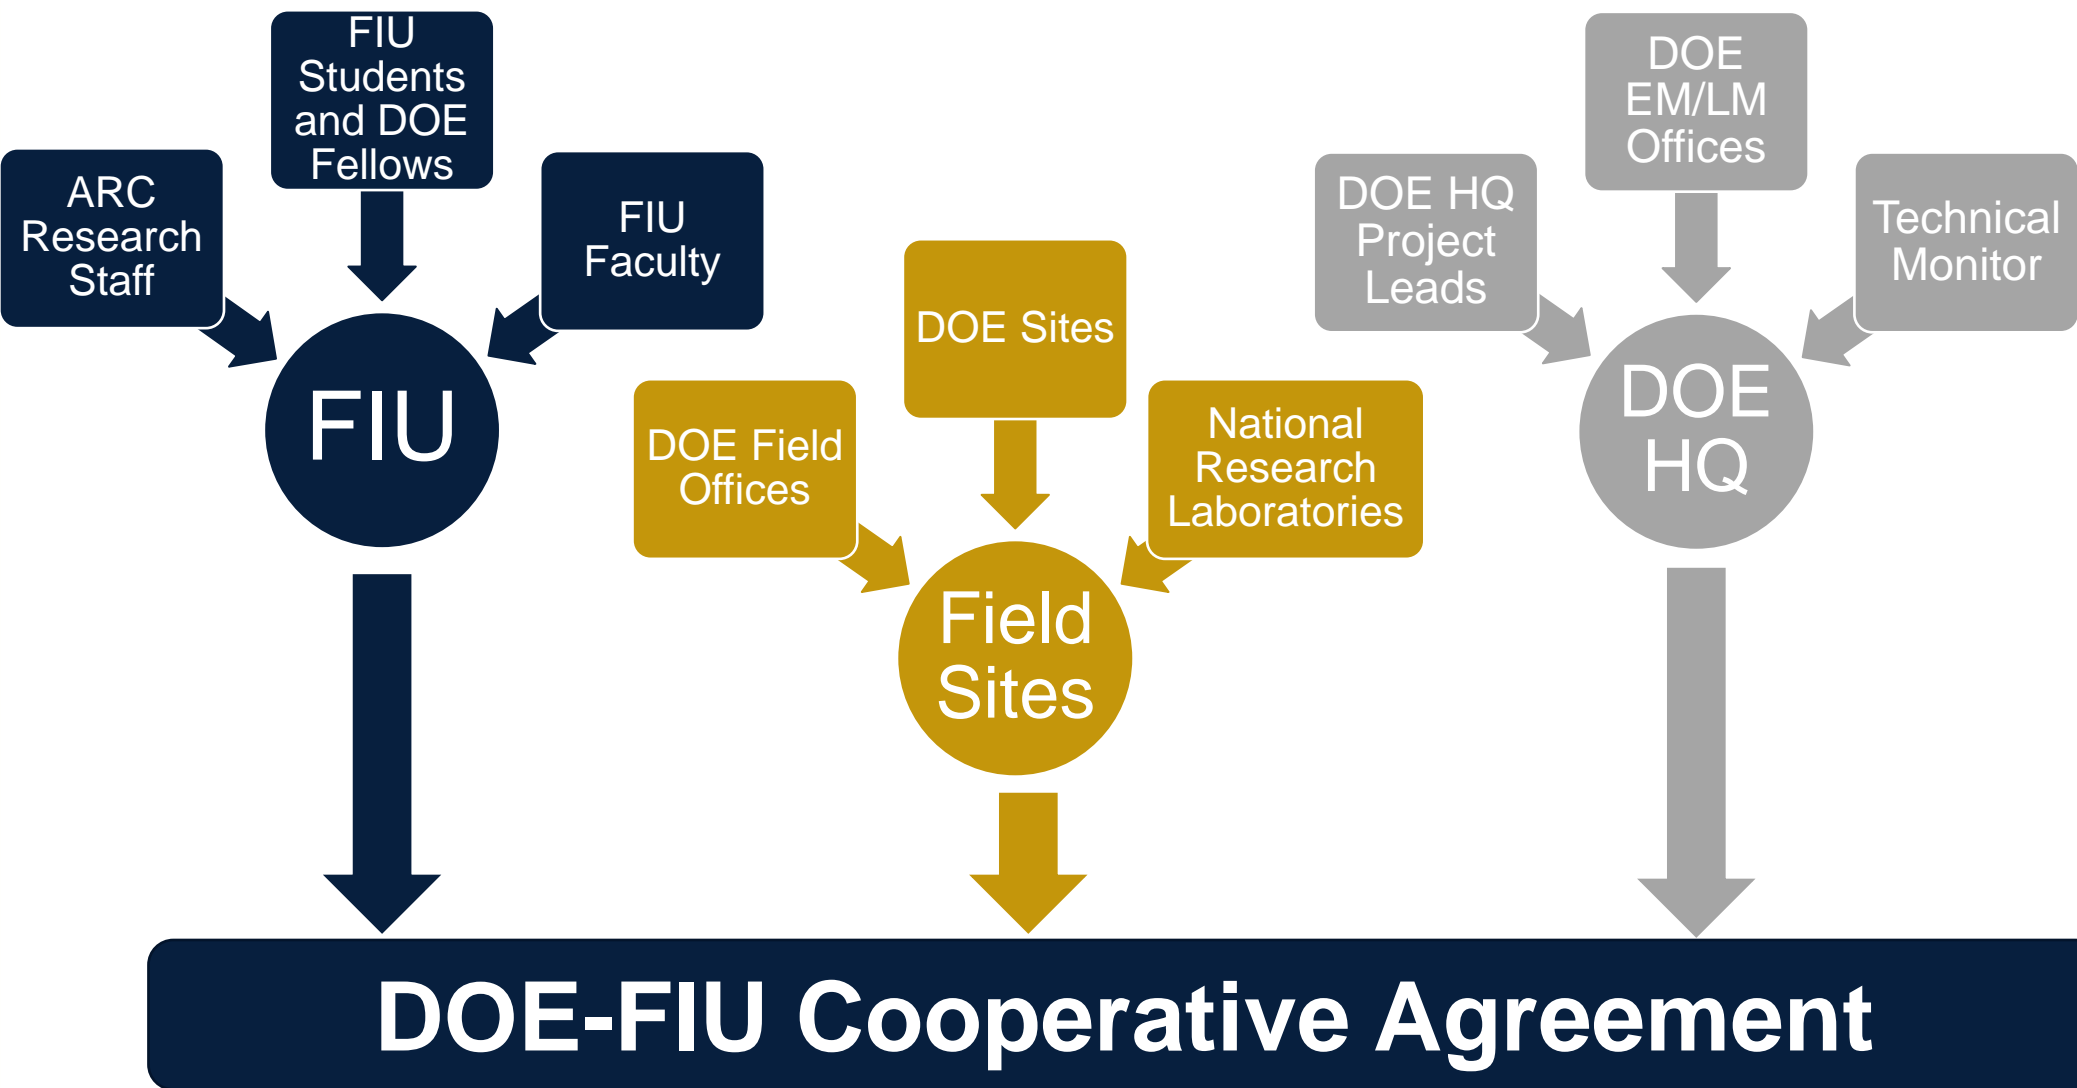 FIU
Students
and DOE
Fellows
ARC
Research
Staff
FIU
Faculty
FIU
DOE Sites
DOE Field
Offices
National
Research
Laboratories
Field
Sites
DOE
EM/LM
Offices
DOE HQ
Project
Leads
Technical
Monitor
DOE
HQ
DOE-FIU Cooperative Agreement